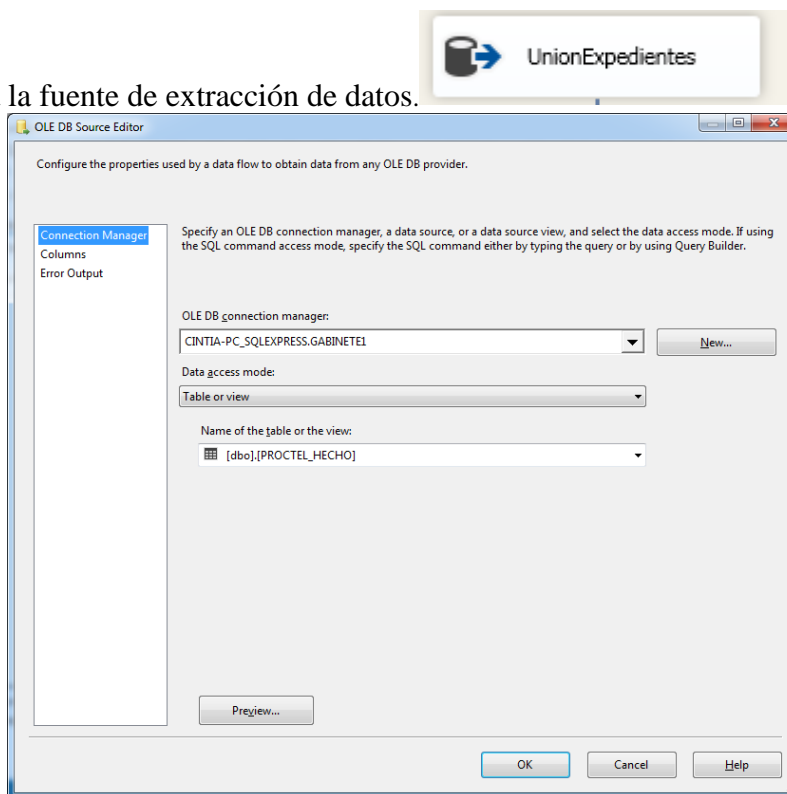 UnionExpedientes
la fuente de extracción de datos.
OLE DB Source Editor
Configure the properties used by a data flow to obtain data from any OLE DB provider.
Connection Manager
Columns
Error Output
Specify an OLE DB connection manager, a data source, or a data source view, and select the data access mode. If using
the SQL command access mode, specify the SQL command either by typing the query or by using Query Builder.
OLE DB connection manager:
CINTIA-PC_SQLEXPRESS.GABINETE1
New...
Data access mode:
Table or view
Name of the table or the view:
[dbo].[PROCTEL_HECHO]
Preview...
OK Cancel Help